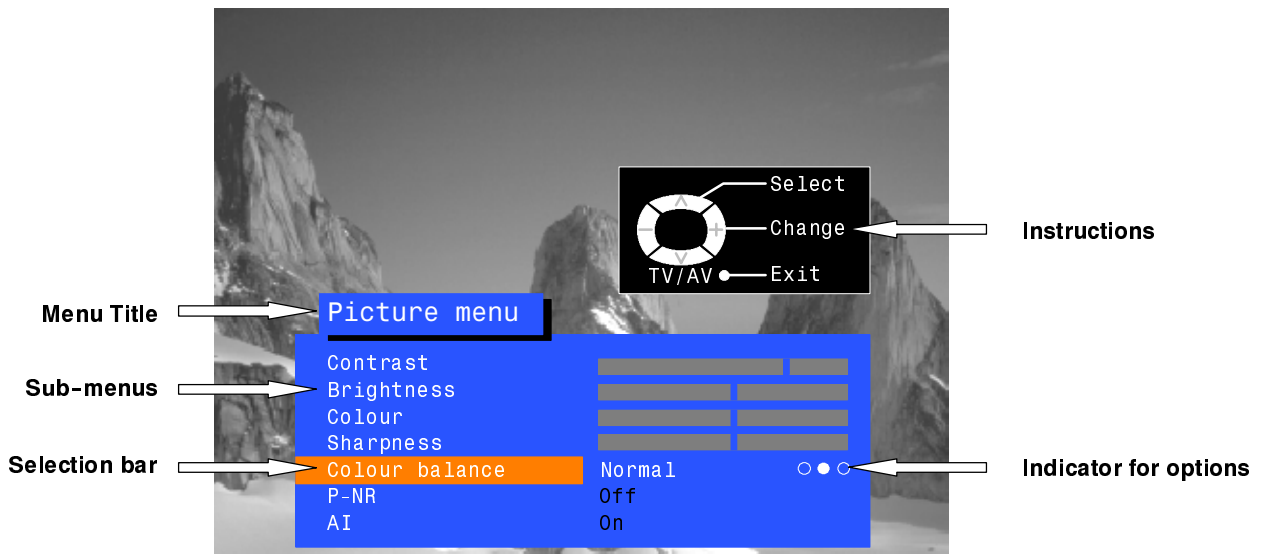 Select
Change
Instructions
TV/AV Exit
Menu Title
Picture menu
Contrast
Sub-menus
Brightness
Colour
Sharpness
Selection bar
Colour balance Normal
Indicator for options
P-NR Off
AI On